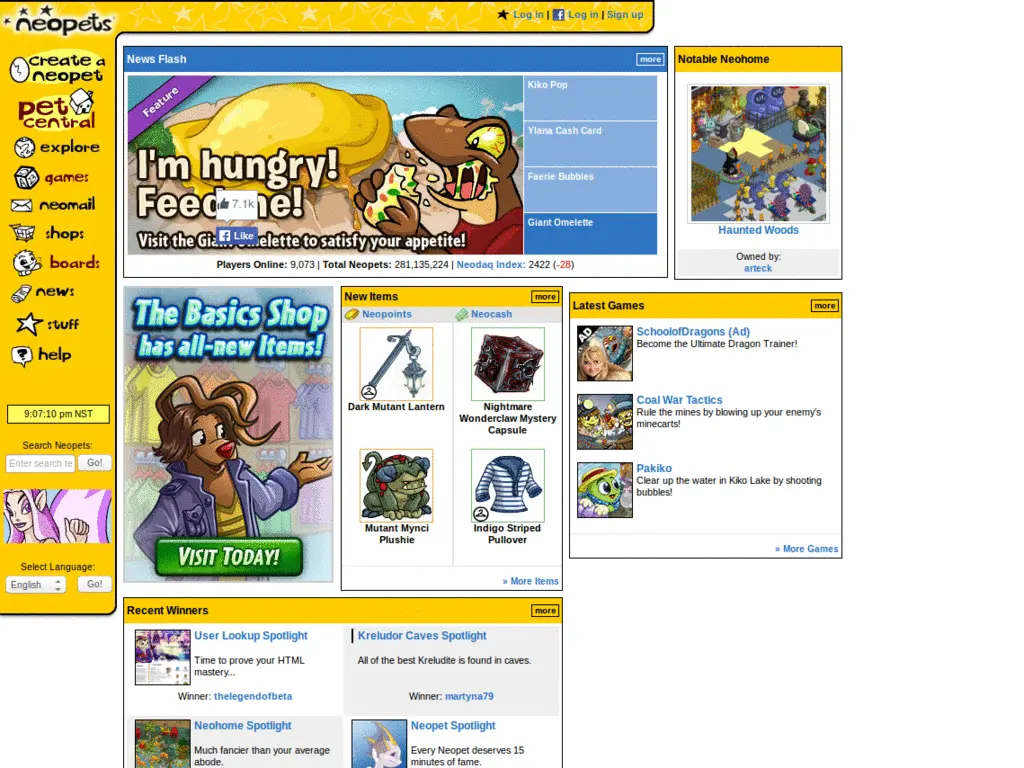 neopets
Log in | Log in | Sign up
create a
neopet
pet
central
explore
games
neomail
shops
boards
news
stuff
help
9:07:10 pm NST
Search Neopets:
Enter search te
Go!
Select Language:
English
Go!
News Flash
more
Feature
I'm hungry!
Feed me!
7.1k
Like
Visit the Giant Omelette to satisfy your appetite!
Kiko Pop
Ylana Cash Card
Faerie Bubbles
Giant Omelette
Players Online: 9,073 | Total Neopets: 281,135,224 | Neodaq Index: 2422 (-28)
Notable Neohome
Haunted Woods
Owned by:
arteck
The Basics Shop
has all-new Items!
Visit Today!
New Items
more
Neopoints
Neocash
Dark Mutant Lantern
Nightmare
Wonderclaw Mystery
Capsule
Mutant Mynci
Plushie
Indigo Striped
Pullover
» More Items
Latest Games
more
AD
SchoolofDragons (Ad)
Become the Ultimate Dragon Trainer!
Coal War Tactics
Rule the mines by blowing up your enemy's
minecarts!
Pakiko
Clear up the water in Kiko Lake by shooting
bubbles!
» More Games
Recent Winners
more
User Lookup Spotlight
Time to prove your HTML
mastery...
Winner: thelegendofbeta
Kreludor Caves Spotlight
All of the best Kreludite is found in caves.
Winner: martyna79
Neohome Spotlight
Much fancier than your average
abode.
Neopet Spotlight
Every Neopet deserves 15
minutes of fame.